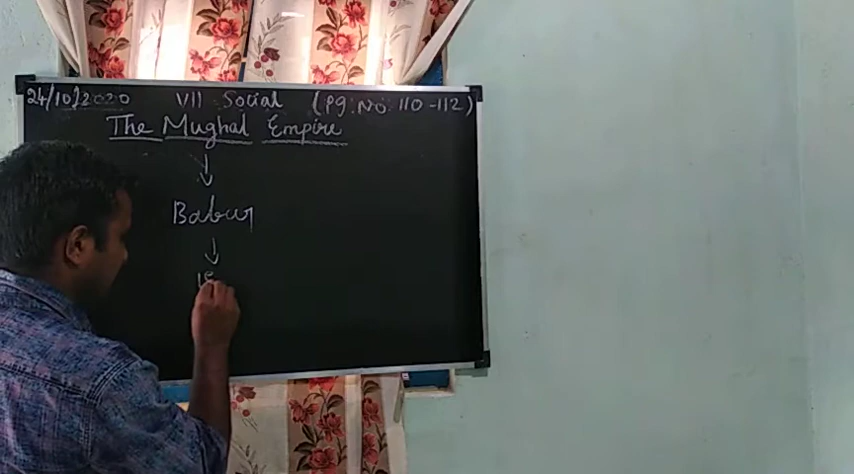 24/10/2020 VII Social (Pg. No: 110-112)
The Mughal Empire
Babur